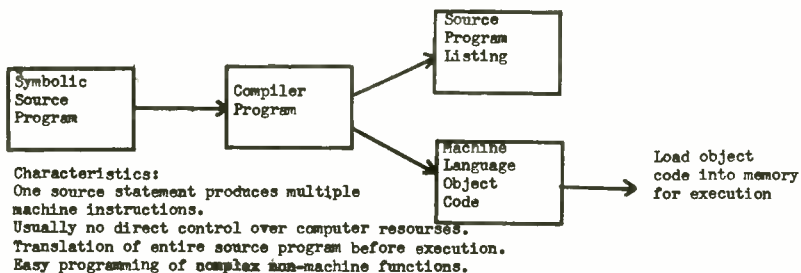 Symbolic
Source
Program
Compiler
Program
Source
Program
Listing
Machine
Language
Object
Code
Load object
code into memory
for execution
Characteristics:
One source statement produces multiple
machine instructions.
Usually no direct control over computer resourses.
Translation of entire source program before execution.
Easy programming of complex non-machine functions.